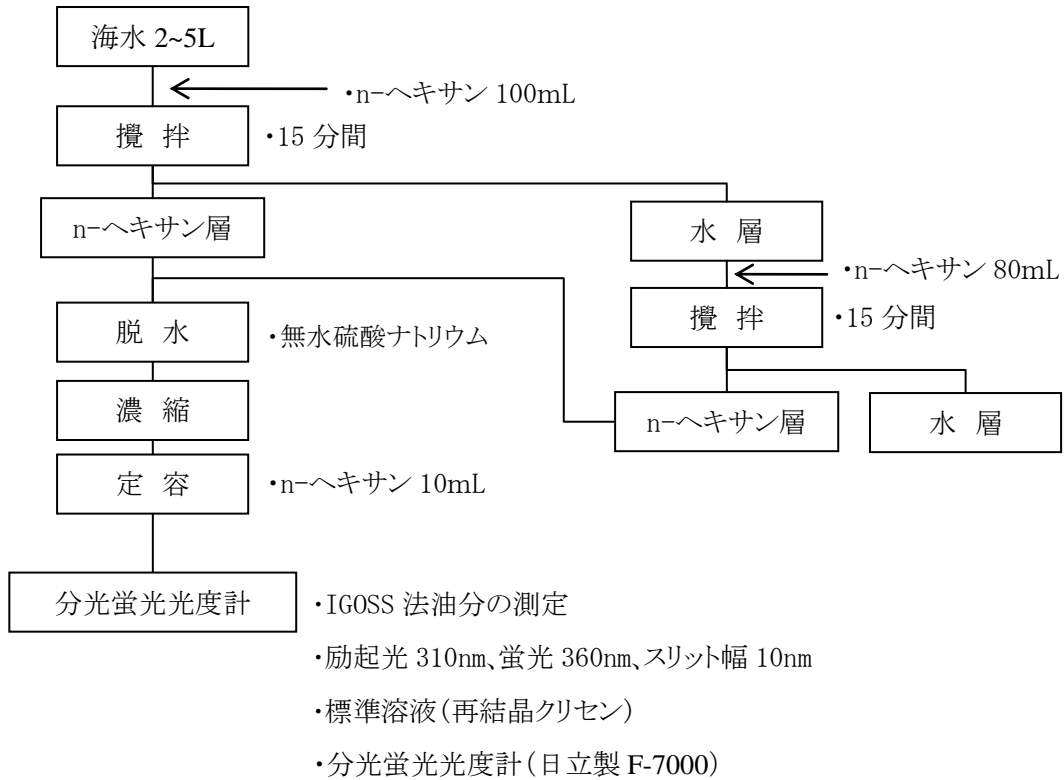 海水 2~5L
・n-ヘキサン 100mL
攪 拌
・15 分間
n-ヘキサン層
水 層
・n-ヘキサン 80mL
攪 拌
・15 分間
n-ヘキサン層
水 層
脱 水
・無水硫酸ナトリウム
濃 縮
定 容
・n-ヘキサン 10mL
分光蛍光光度計
・IGOSS 法油分の測定
・励起光 310nm、蛍光 360nm、スリット幅 10nm
・標準溶液(再結晶クリセン)
・分光蛍光光度計(日立製 F-7000)